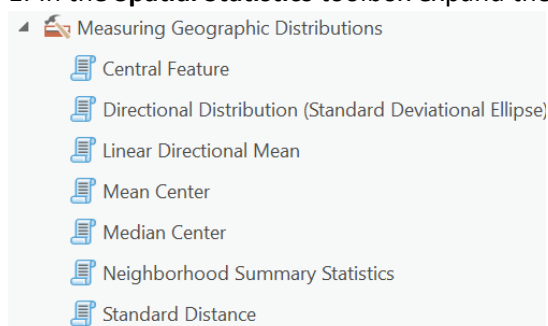 Measuring Geographic Distributions
Central Feature
Directional Distribution (Standard Deviational Ellipse)
Linear Directional Mean
Mean Center
Median Center
Neighborhood Summary Statistics
Standard Distance